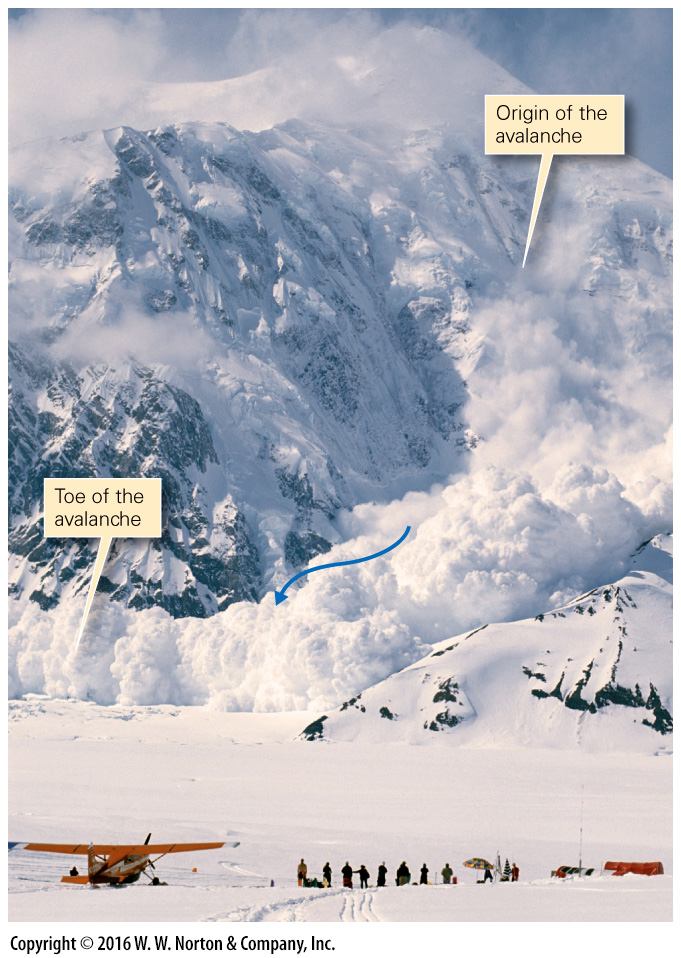 Origin of the
avalanche
Toe of the
avalanche
Copyright © 2016 W. W. Norton & Company, Inc.